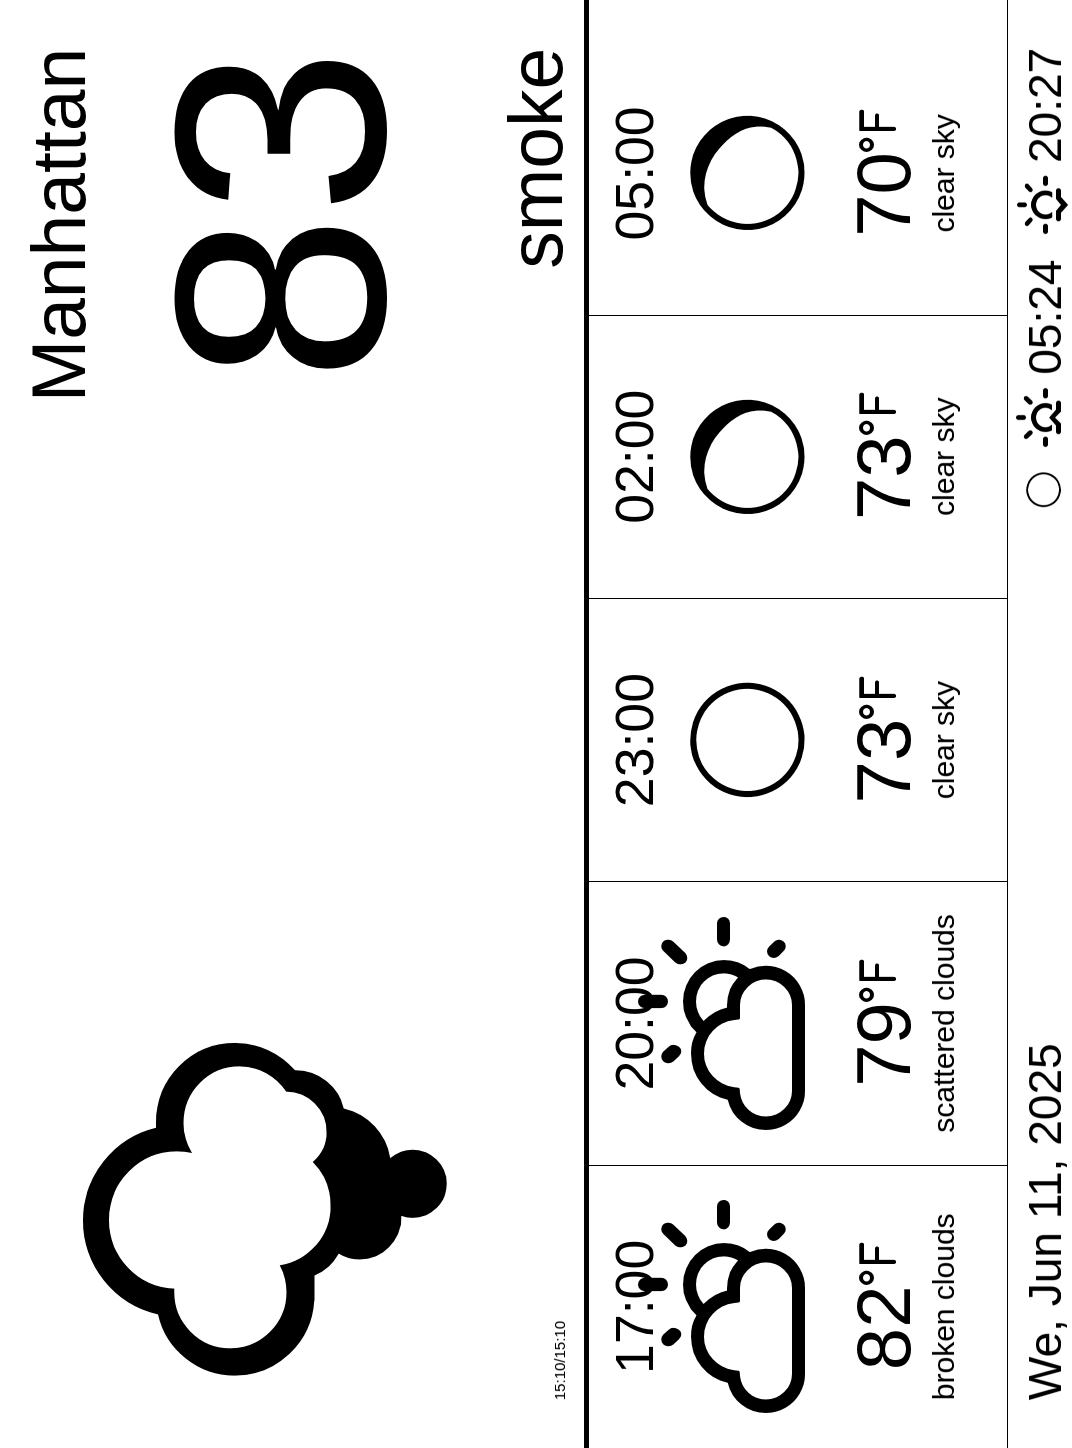 Manhattan
83
smoke
15:10/15:10
17:00 20:00 23:00 02:00 05:00
82°F 79°F 73°F 73°F 70°F
broken clouds scattered clouds clear sky clear sky clear sky
We, Jun 11, 2025 05:24 20:27